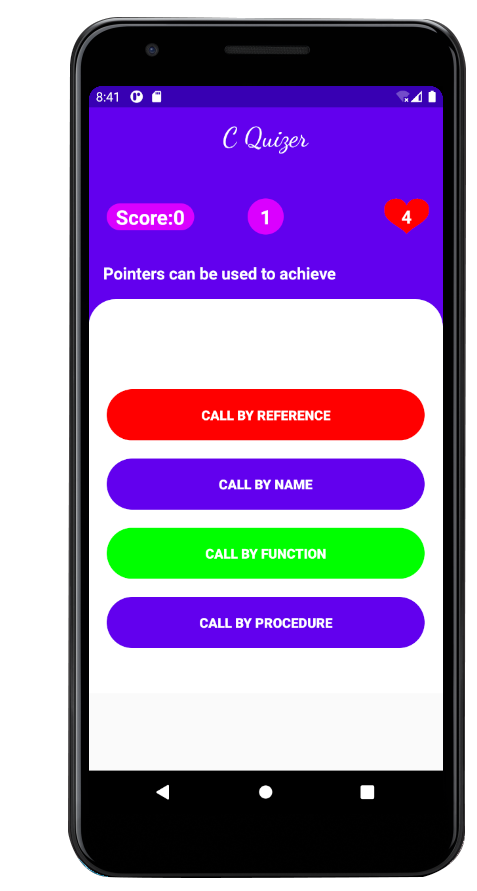 8:41
C Quizer
Score:0 1 4
Pointers can be used to achieve
CALL BY REFERENCE
CALL BY NAME
CALL BY FUNCTION
CALL BY PROCEDURE